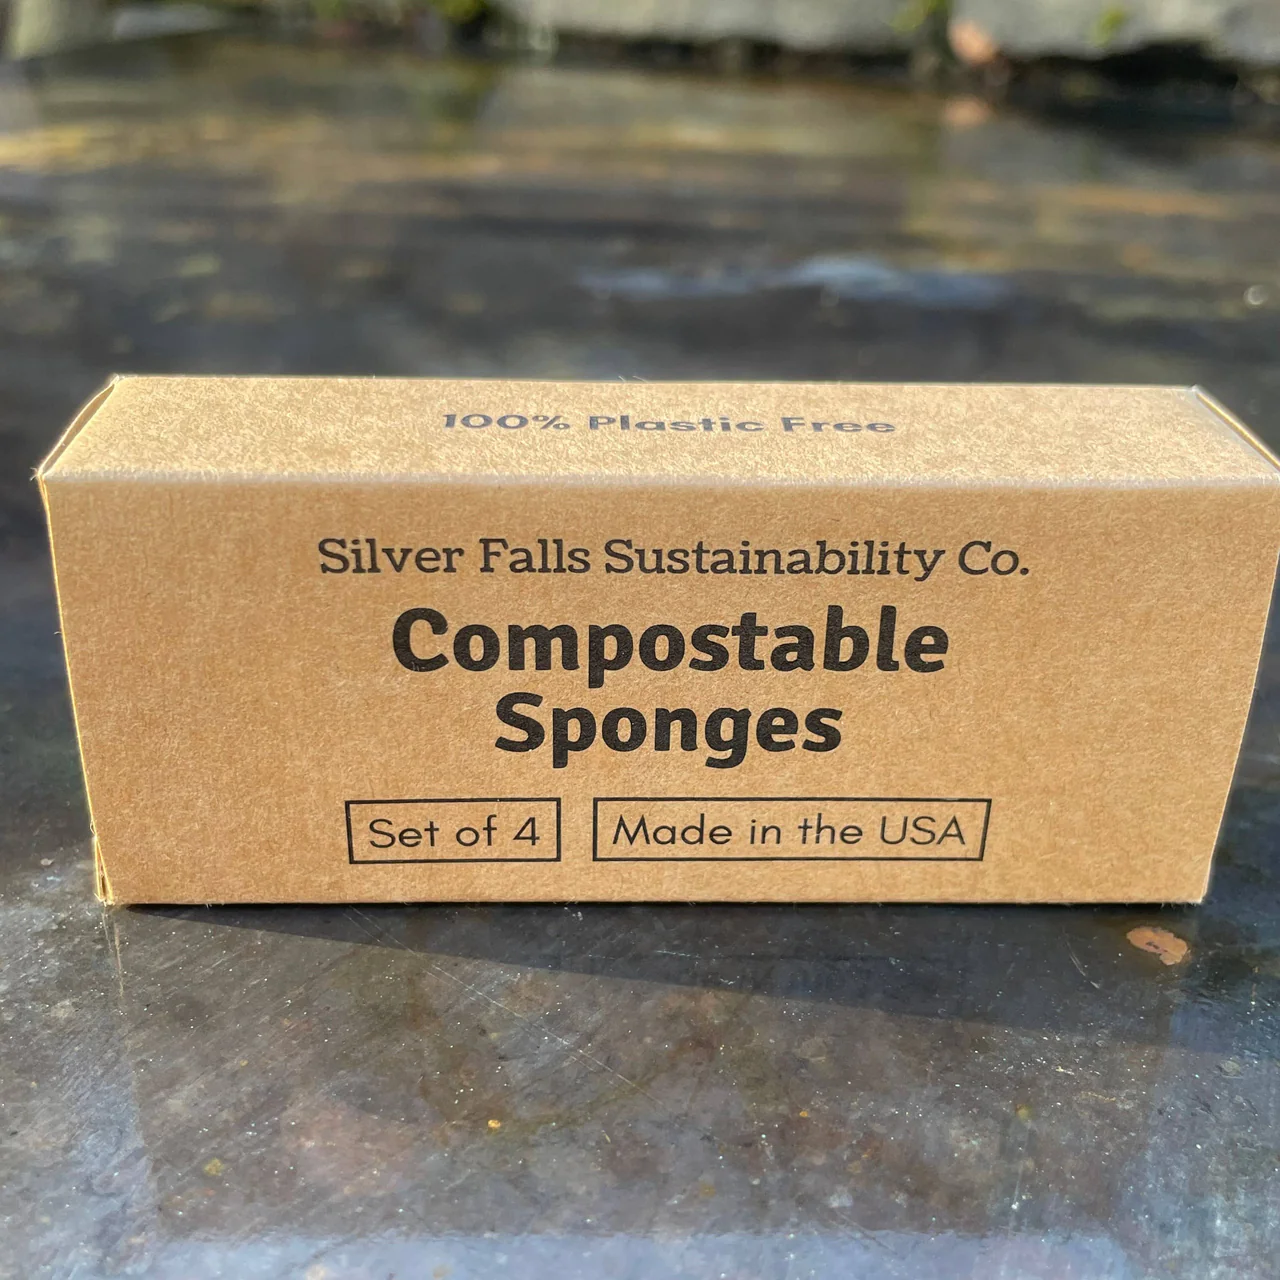 100% Plastic Free
Silver Falls Sustainability Co.
Compostable
Sponges
Set of 4
Made in the USA